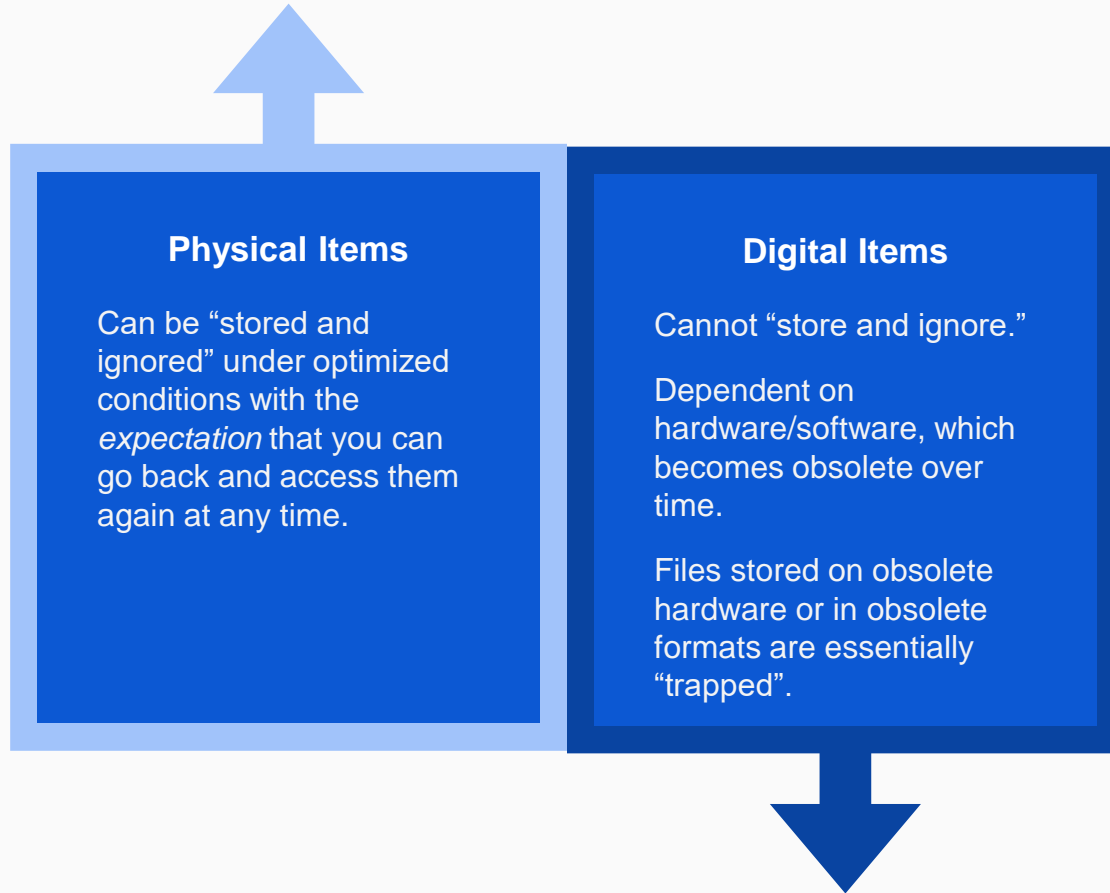 Physical Items
Can be “stored and
ignored” under optimized
conditions with the
expectation that you can
go back and access them
again at any time.
Digital Items
Cannot “store and ignore.”
Dependent on
hardware/software, which
becomes obsolete over
time.
Files stored on obsolete
hardware or in obsolete
formats are essentially
“trapped”.